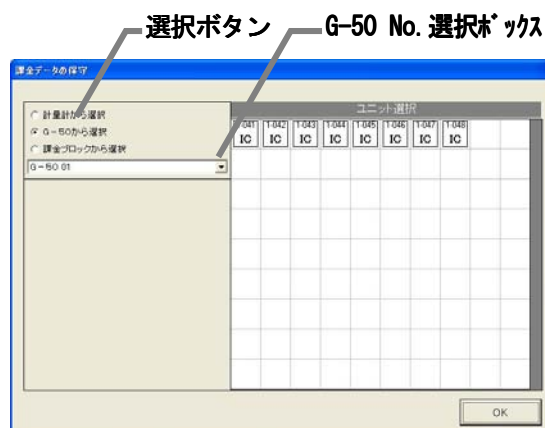 選択ボタン G-50 No.選択ﾎﾞｯｸｽ
課金データの保守
計量計から選択
G-50から選択
課金ブロックから選択
G-50 01
ユニット選択
1-041 1-042 1-043 1-044 1-045 1-046 1-047 1-048
IC IC IC IC IC IC IC IC
OK